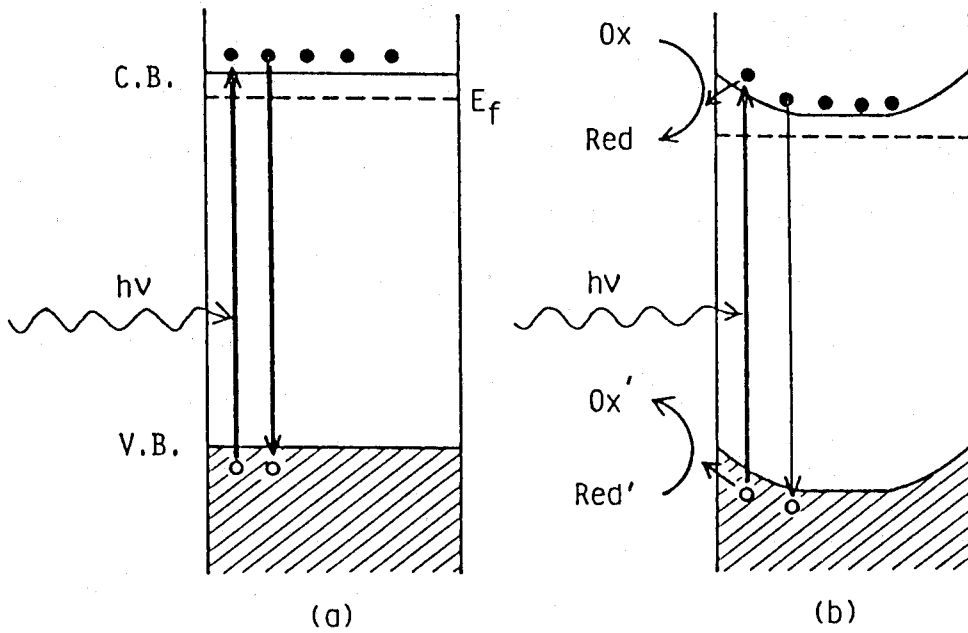 C.B.
E_f
hν
V.B.
(a)
Ox
Red
hν
Ox′
Red′
(b)